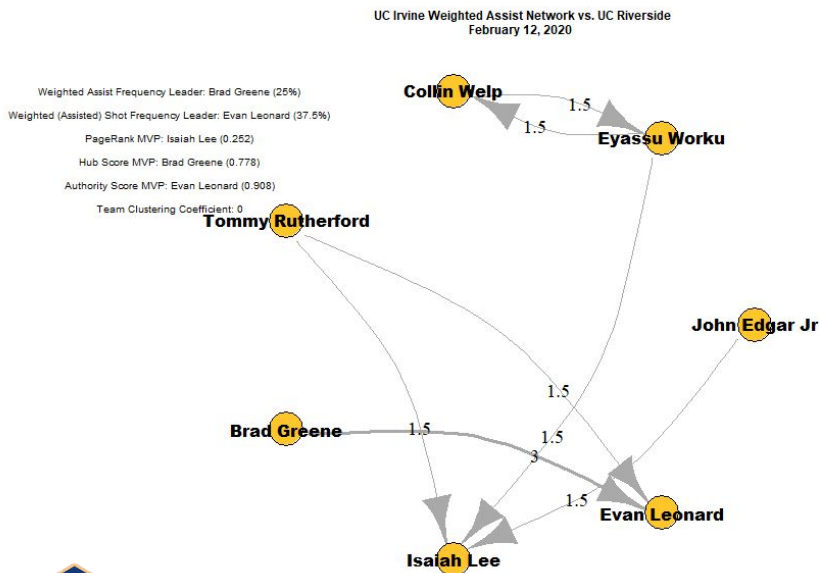 UC Irvine Weighted Assist Network vs. UC Riverside
February 12, 2020
Weighted Assist Frequency Leader: Brad Greene (25%)
Weighted (Assisted) Shot Frequency Leader: Evan Leonard (37.5%)
PageRank MVP: Isaiah Lee (0.252)
Hub Score MVP: Brad Greene (0.778)
Authority Score MVP: Evan Leonard (0.908)
Team Clustering Coefficient: 0
Collin Welp
1.5
1.5
Eyassu Worku
Tommy Rutherford
John Edgar Jr
1.5
Brad Greene
1.5
1.5
3
1.5
Evan Leonard
Isaiah Lee